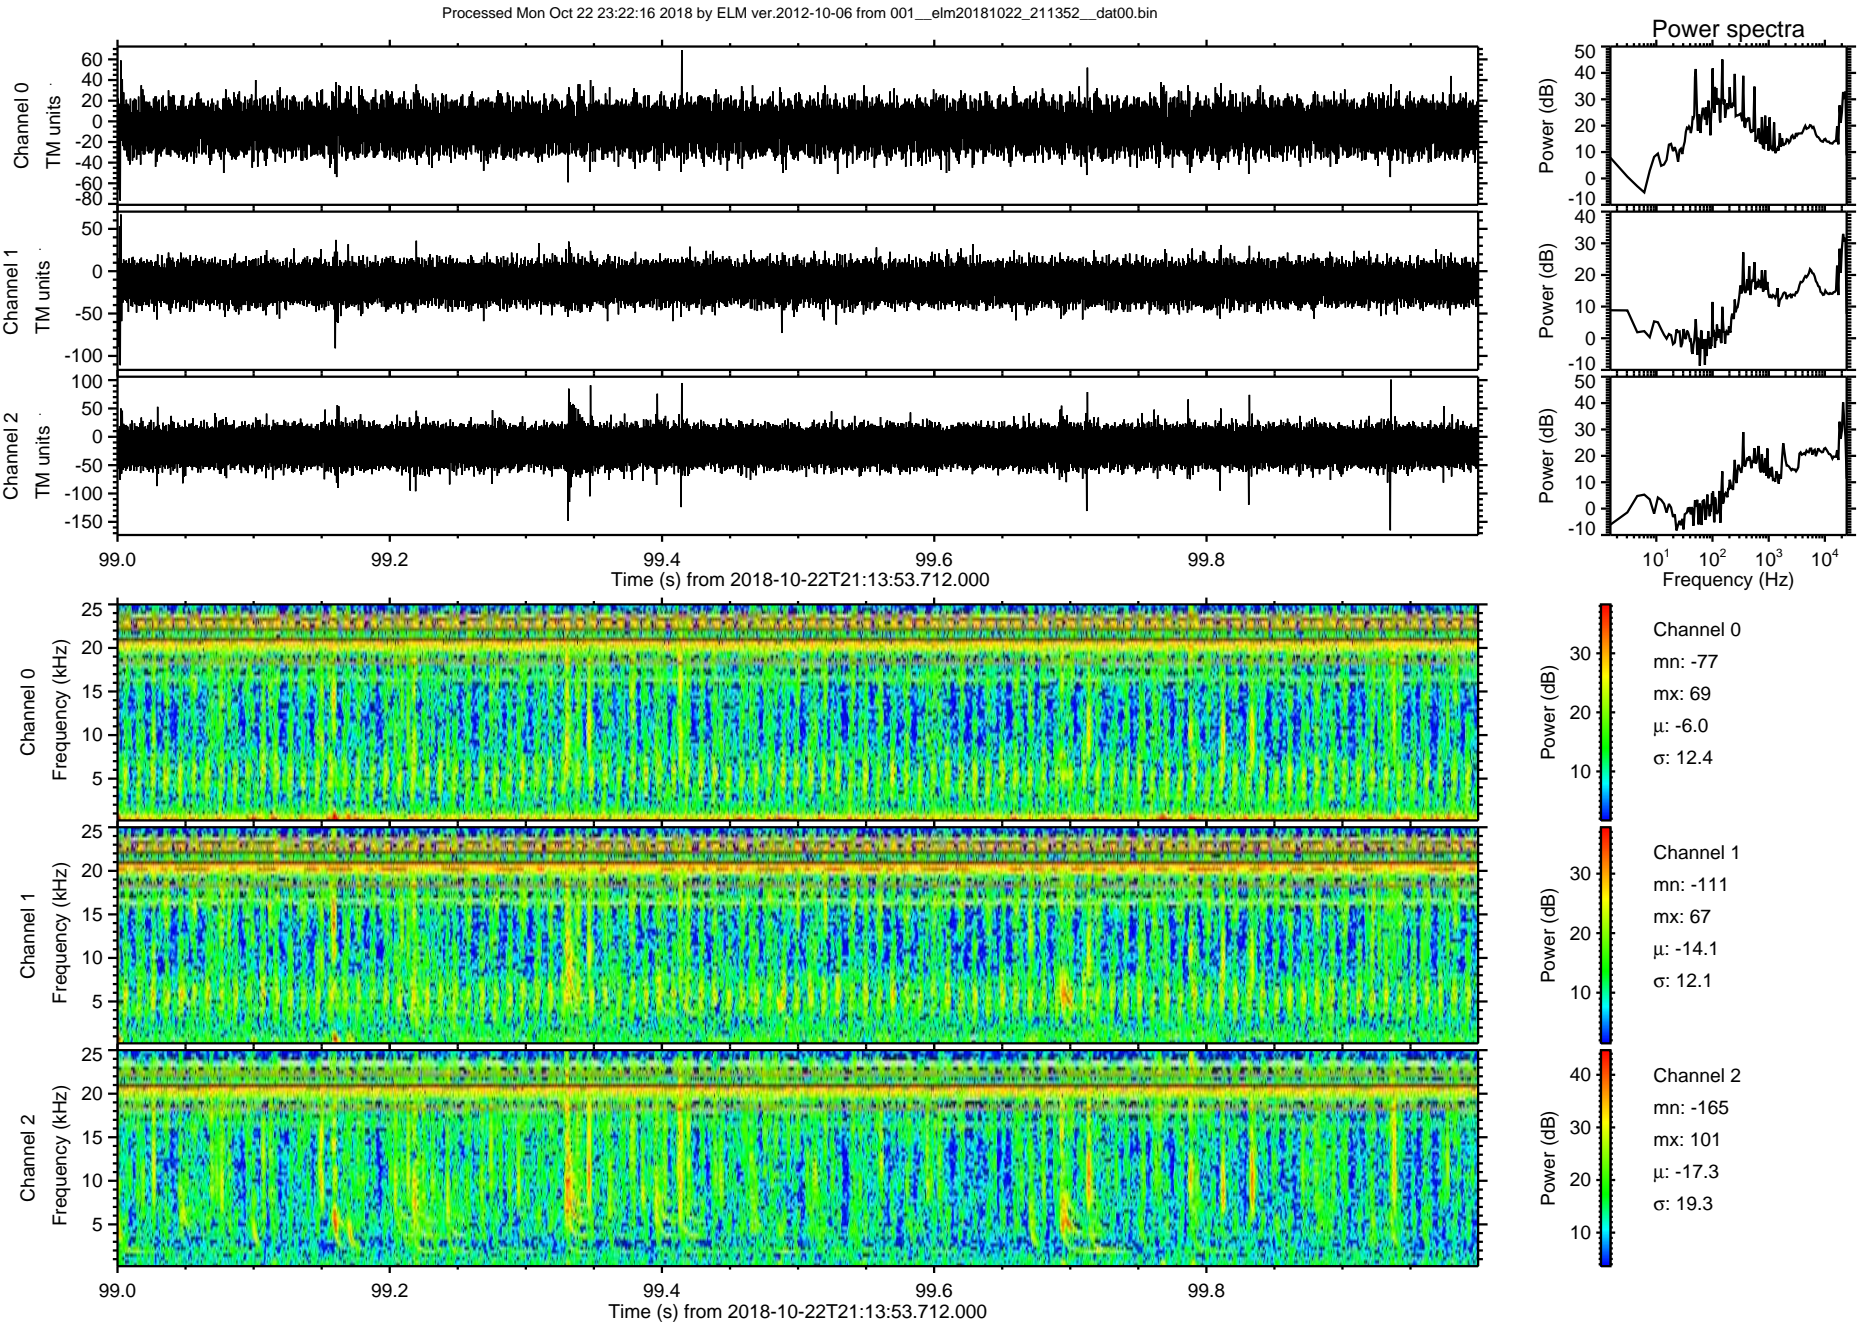 Processed Mon Oct 22 23:22:16 2018 by ELM ver.2012-10-06 from 001__elm20181022_211352__dat00.bin
Power spectra
Channel 0
TM units
60
40
20
0
-20
-40
-60
-80
Power (dB)
50
40
30
20
10
0
-10
Channel 1
TM units
50
0
-50
-100
Power (dB)
40
30
20
10
0
-10
Channel 2
TM units
100
50
0
-50
-100
-150
Power (dB)
50
40
30
20
10
0
-10
99.0 99.2 99.4 99.6 99.8
Time (s) from 2018-10-22T21:13:53.712.000
10¹ 10² 10³ 10⁴
Frequency (Hz)
Channel 0
Frequency (kHz)
25
20
15
10
5
Power (dB)
30
20
10
Channel 0
mn: -77
mx: 69
μ: -6.0
σ: 12.4
Channel 1
Frequency (kHz)
25
20
15
10
5
Power (dB)
30
20
10
Channel 1
mn: -111
mx: 67
μ: -14.1
σ: 12.1
Channel 2
Frequency (kHz)
25
20
15
10
5
Power (dB)
40
30
20
10
Channel 2
mn: -165
mx: 101
μ: -17.3
σ: 19.3
99.0 99.2 99.4 99.6 99.8
Time (s) from 2018-10-22T21:13:53.712.000